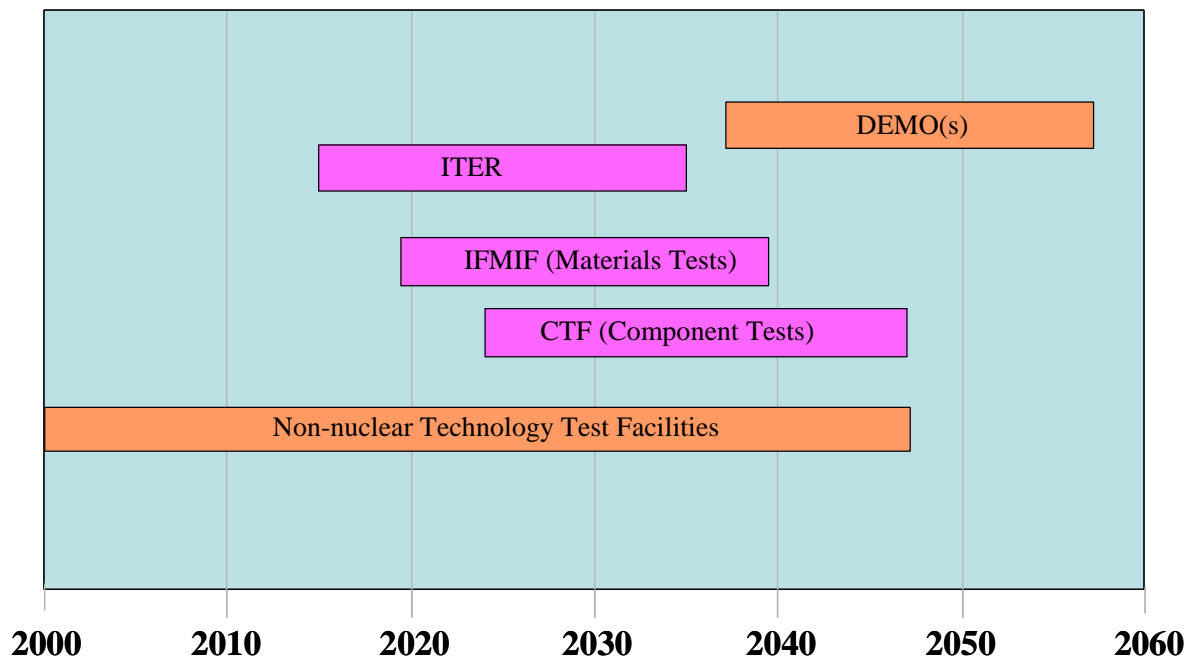 DEMO(s)
ITER
IFMIF (Materials Tests)
CTF (Component Tests)
Non-nuclear Technology Test Facilities
2000 2010 2020 2030 2040 2050 2060